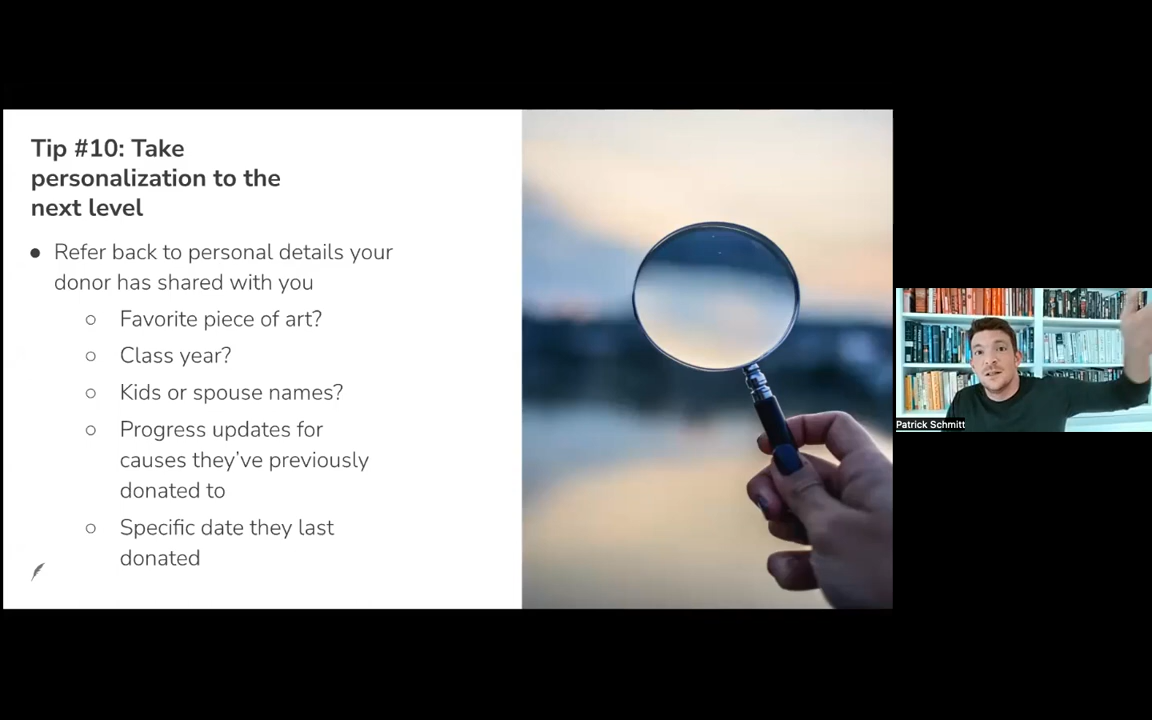 Tip #10: Take
personalization to the
next level
● Refer back to personal details your
donor has shared with you
○ Favorite piece of art?
○ Class year?
○ Kids or spouse names?
○ Progress updates for
causes they’ve previously
donated to
○ Specific date they last
donated
Patrick Schmitt